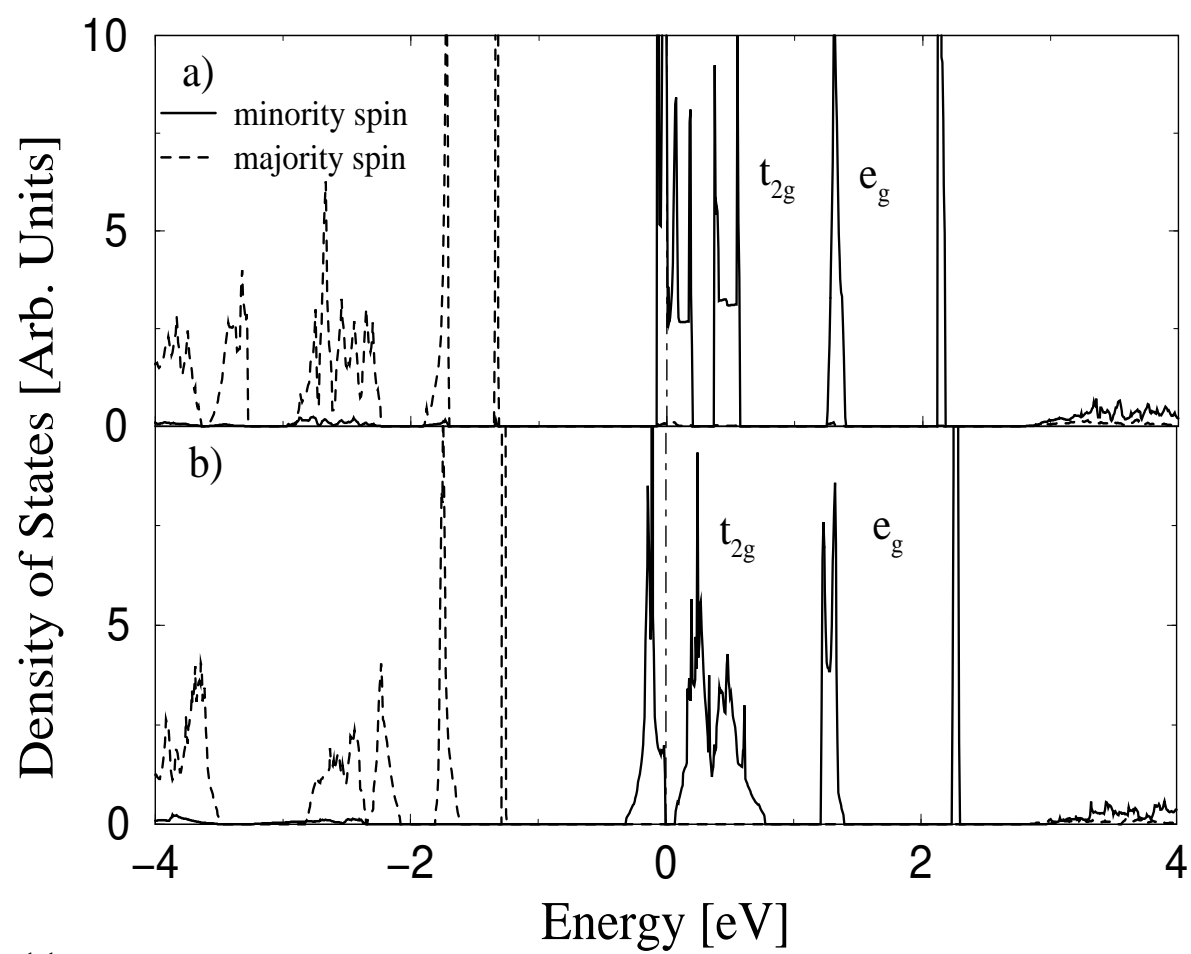 10
a)
minority spin
majority spin
t2g
eg
5
0
b)
t2g
eg
5
0
−4
−2
0
2
4
Energy [eV]
Density of States [Arb. Units]